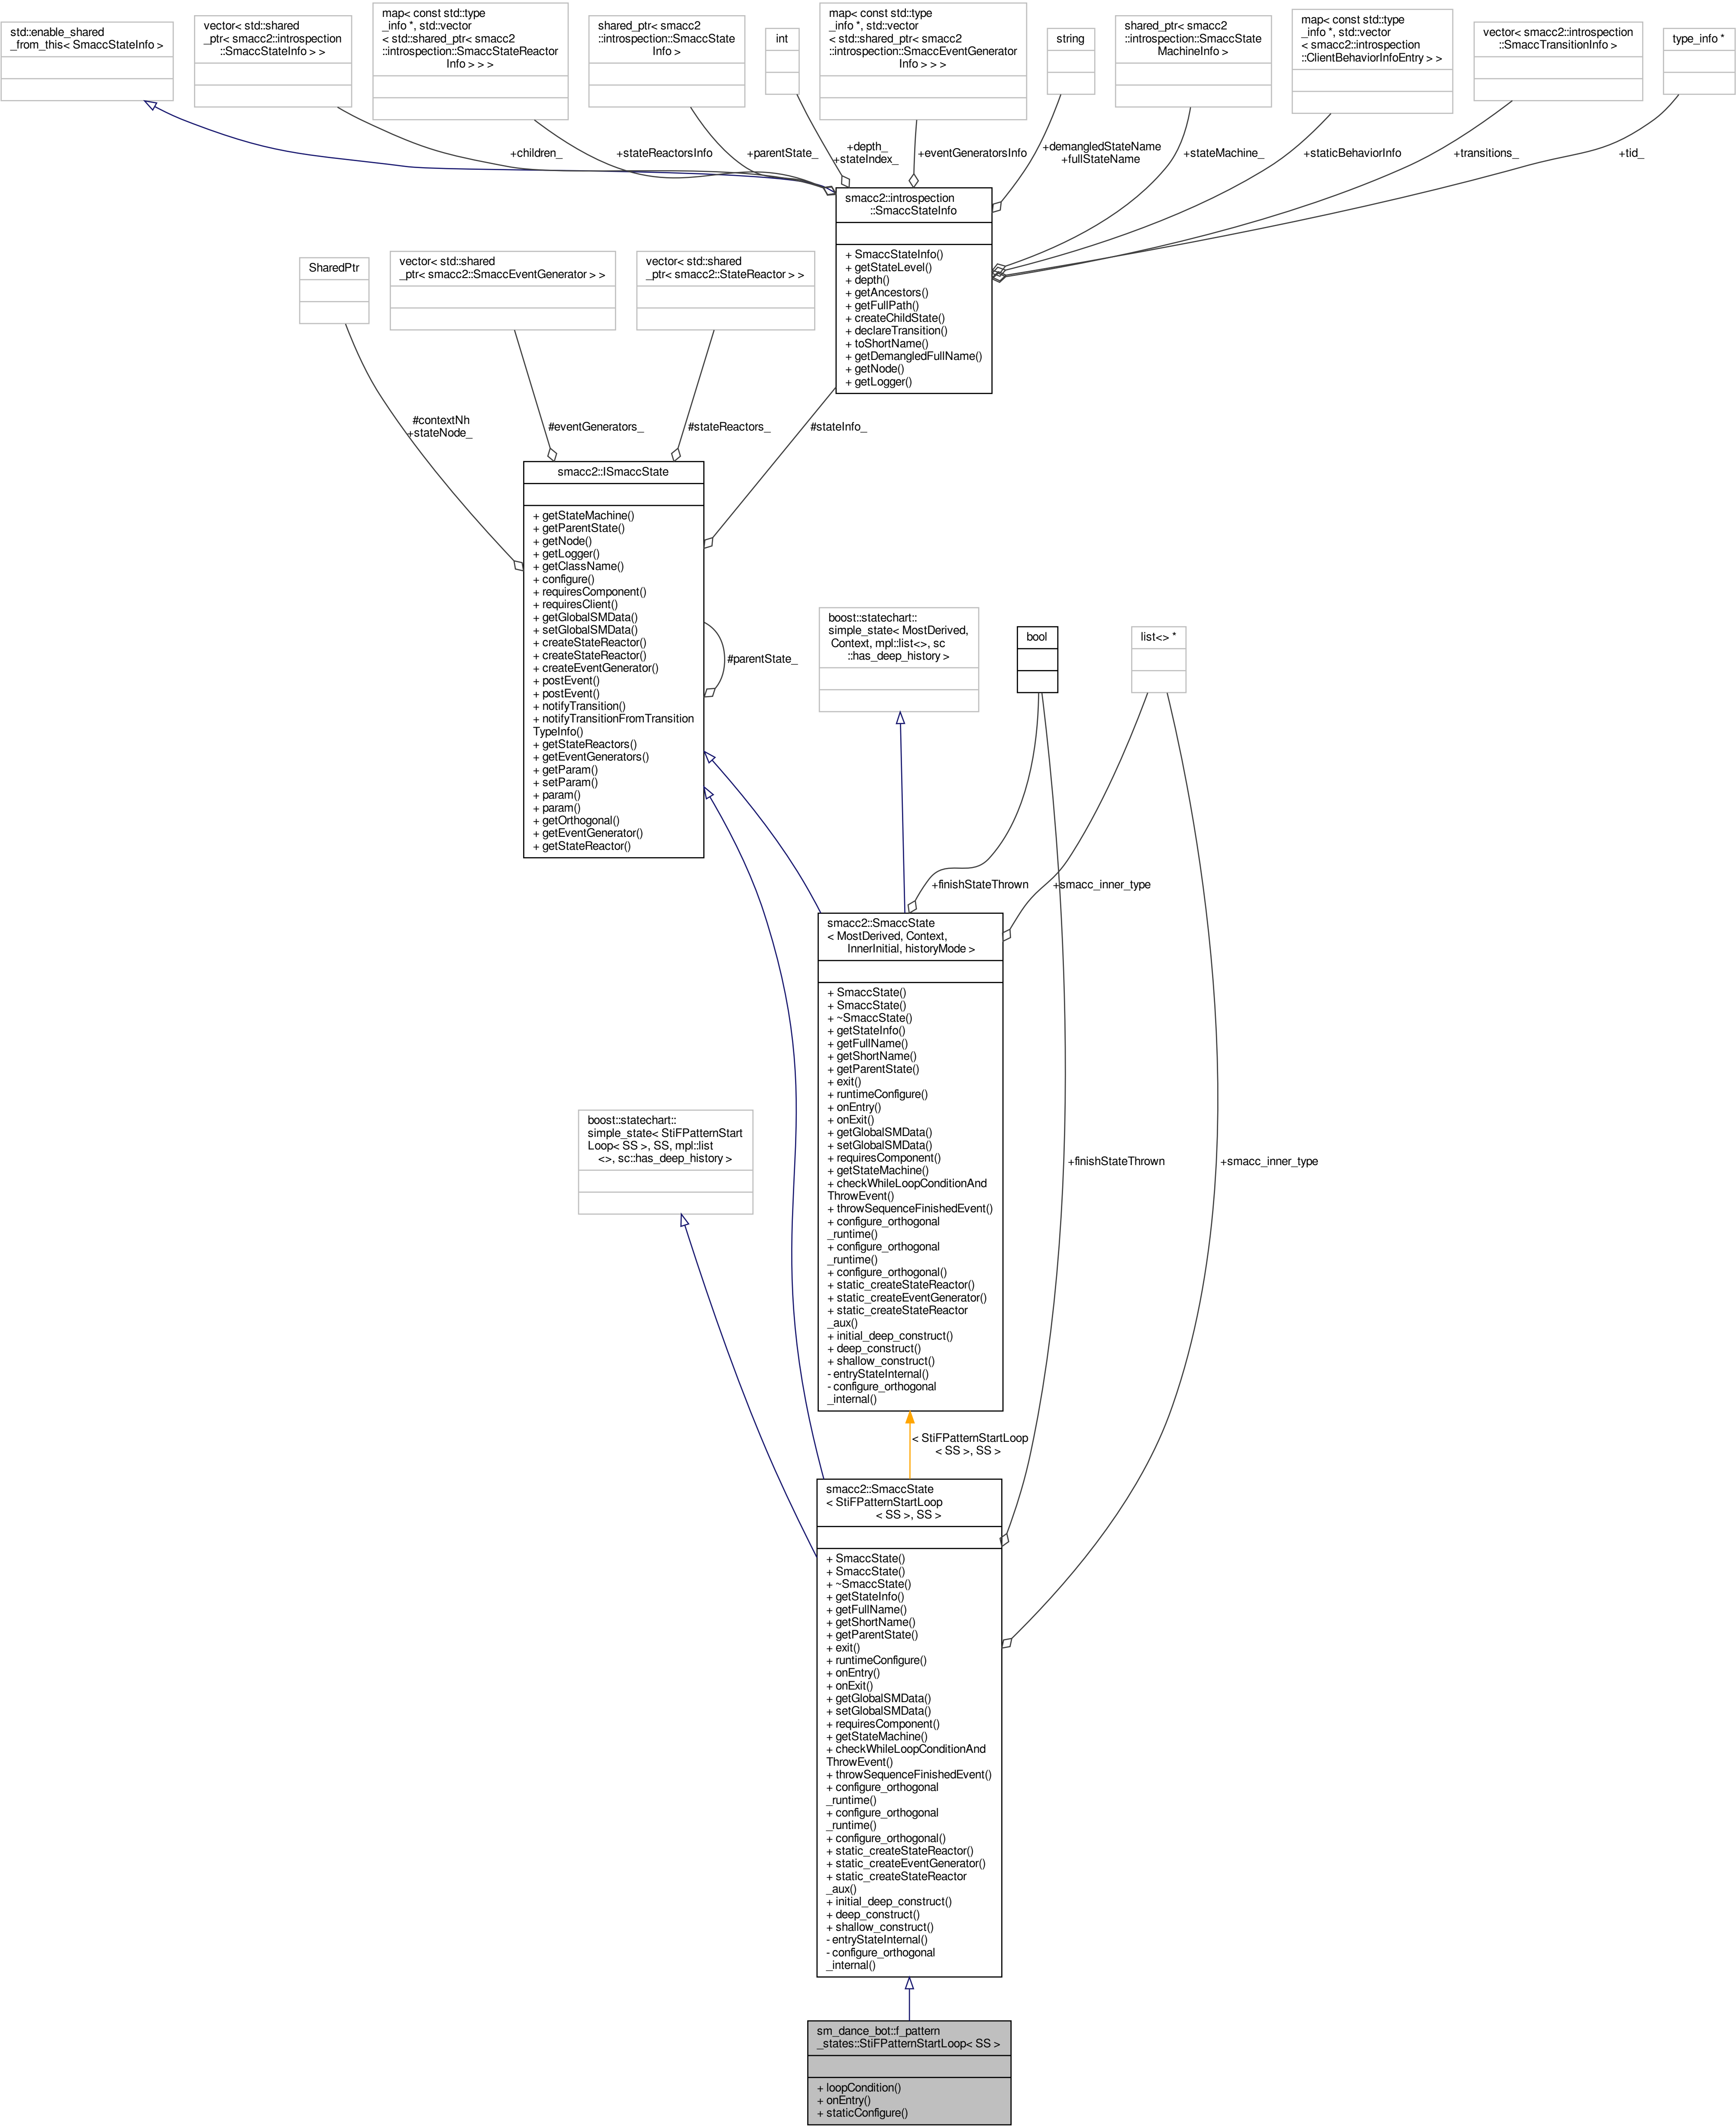 std::enable_shared
_from_this< SmaccStateInfo >
vector< std::shared
_ptr< smacc2::introspection
::SmaccStateInfo > >
map< const std::type
_info *, std::vector
< std::shared_ptr< smacc2
::introspection::SmaccStateReactor
Info > > >
shared_ptr< smacc2
::introspection::SmaccState
Info >
int
map< const std::type
_info *, std::vector
< std::shared_ptr< smacc2
::introspection::SmaccEventGenerator
Info > > >
string
shared_ptr< smacc2
::introspection::SmaccState
MachineInfo >
map< const std::type
_info *, std::vector
< smacc2::introspection
::ClientBehaviorInfoEntry > >
vector< smacc2::introspection
::SmaccTransitionInfo >
type_info *
+children_
+stateReactorsInfo
+parentState_
+depth_
+stateIndex_
+eventGeneratorsInfo
+demangledStateName
+fullStateName
+stateMachine_
+staticBehaviorInfo
+transitions_
+tid_
smacc2::introspection
::SmaccStateInfo
+ SmaccStateInfo()
+ getStateLevel()
+ depth()
+ getAncestors()
+ getFullPath()
+ createChildState()
+ declareTransition()
+ toShortName()
+ getDemangledFullName()
+ getNode()
+ getLogger()
SharedPtr
vector< std::shared
_ptr< smacc2::SmaccEventGenerator > >
vector< std::shared
_ptr< smacc2::StateReactor > >
#contextNh
+stateNode_
#eventGenerators_
#stateReactors_
#stateInfo_
smacc2::ISmaccState
+ getStateMachine()
+ getParentState()
+ getNode()
+ getLogger()
+ getClassName()
+ configure()
+ requiresComponent()
+ requiresClient()
+ getGlobalSMData()
+ setGlobalSMData()
+ createStateReactor()
+ createStateReactor()
+ createEventGenerator()
+ postEvent()
+ postEvent()
+ notifyTransition()
+ notifyTransitionFromTransition
TypeInfo()
+ getStateReactors()
+ getEventGenerators()
+ getParam()
+ setParam()
+ param()
+ param()
+ getOrthogonal()
+ getEventGenerator()
+ getStateReactor()
#parentState_
boost::statechart::
simple_state< MostDerived,
Context, mpl::list<>, sc
::has_deep_history >
bool
list<> *
+finishStateThrown
+smacc_inner_type
smacc2::SmaccState
< MostDerived, Context,
InnerInitial, historyMode >
+ SmaccState()
+ SmaccState()
+ ~SmaccState()
+ getStateInfo()
+ getFullName()
+ getShortName()
+ getParentState()
+ exit()
+ runtimeConfigure()
+ onEntry()
+ onExit()
+ getGlobalSMData()
+ setGlobalSMData()
+ requiresComponent()
+ getStateMachine()
+ checkWhileLoopConditionAnd
ThrowEvent()
+ throwSequenceFinishedEvent()
+ configure_orthogonal
_runtime()
+ configure_orthogonal
_runtime()
+ configure_orthogonal()
+ static_createStateReactor()
+ static_createEventGenerator()
+ static_createStateReactor
_aux()
+ initial_deep_construct()
+ deep_construct()
+ shallow_construct()
- entryStateInternal()
- configure_orthogonal
_internal()
boost::statechart::
simple_state< StiFPatternStart
Loop< SS >, SS, mpl::list
<>, sc::has_deep_history >
+finishStateThrown
+smacc_inner_type
< StiFPatternStartLoop
< SS >, SS >
smacc2::SmaccState
< StiFPatternStartLoop
< SS >, SS >
+ SmaccState()
+ SmaccState()
+ ~SmaccState()
+ getStateInfo()
+ getFullName()
+ getShortName()
+ getParentState()
+ exit()
+ runtimeConfigure()
+ onEntry()
+ onExit()
+ getGlobalSMData()
+ setGlobalSMData()
+ requiresComponent()
+ getStateMachine()
+ checkWhileLoopConditionAnd
ThrowEvent()
+ throwSequenceFinishedEvent()
+ configure_orthogonal
_runtime()
+ configure_orthogonal
_runtime()
+ configure_orthogonal()
+ static_createStateReactor()
+ static_createEventGenerator()
+ static_createStateReactor
_aux()
+ initial_deep_construct()
+ deep_construct()
+ shallow_construct()
- entryStateInternal()
- configure_orthogonal
_internal()
sm_dance_bot::f_pattern
_states::StiFPatternStartLoop< SS >
+ loopCondition()
+ onEntry()
+ staticConfigure()